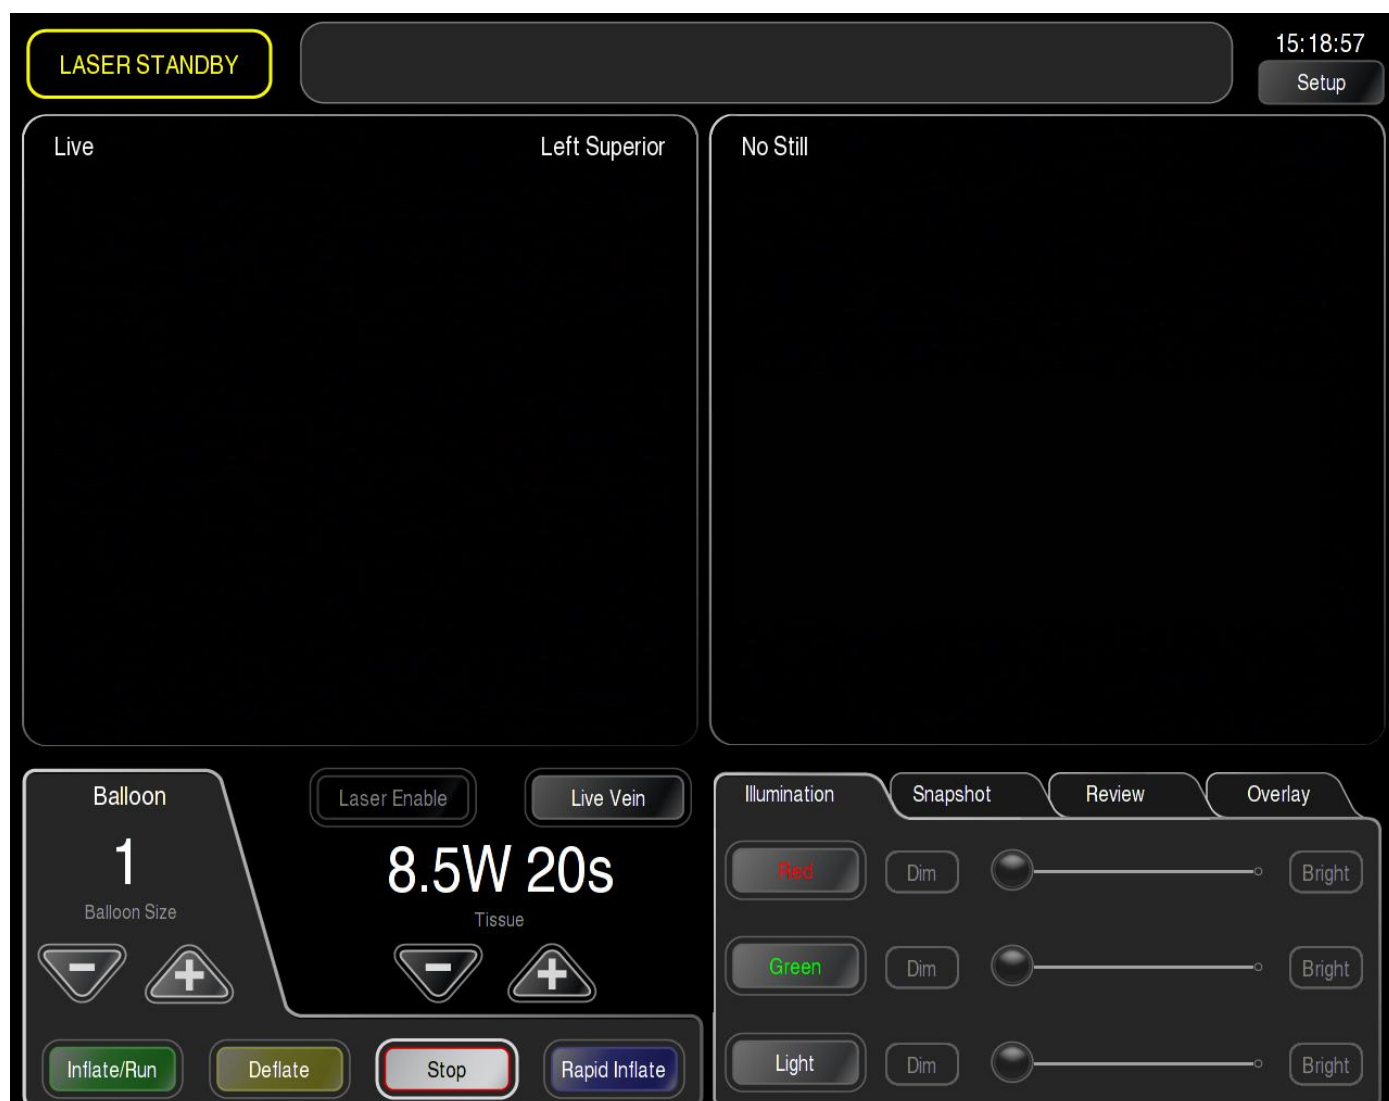 LASER STANDBY
15:18:57
Setup
Live
Left Superior
No Still
Balloon
1
Balloon Size
Laser Enable
Live Vein
8.5W 20s
Tissue
Inflate/Run
Deflate
Stop
Rapid Inflate
Illumination
Snapshot
Review
Overlay
Red
Dim
Bright
Green
Dim
Bright
Light
Dim
Bright